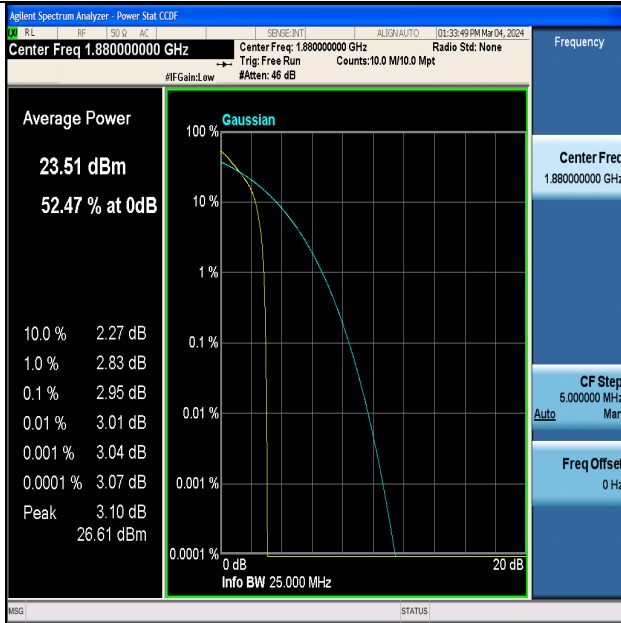 Agilent Spectrum Analyzer - Power Stat CCDF
LXI RL RF 50 Ω AC SENSE:INT ALIGN AUTO 01:33:49 PM Mar 04, 2024
Center Freq 1.880000000 GHz
Center Freq: 1.880000000 GHz Radio Std: None
Trig: Free Run Counts:10.0 M/10.0 Mpt
#IFGain:Low #Atten: 46 dB
Frequency
Average Power
23.51 dBm
52.47 % at 0dB
10.0 % 2.27 dB
1.0 % 2.83 dB
0.1 % 2.95 dB
0.01 % 3.01 dB
0.001 % 3.04 dB
0.0001 % 3.07 dB
Peak 3.10 dB
26.61 dBm
Gaussian
100 %
10 %
1 %
0.1 %
0.01 %
0.001 %
0.0001 %
0 dB 20 dB
Info BW 25.000 MHz
Center Freq
1.880000000 GHz
CF Step
5.000000 MHz
Auto Man
Freq Offset
0 Hz
MSG STATUS